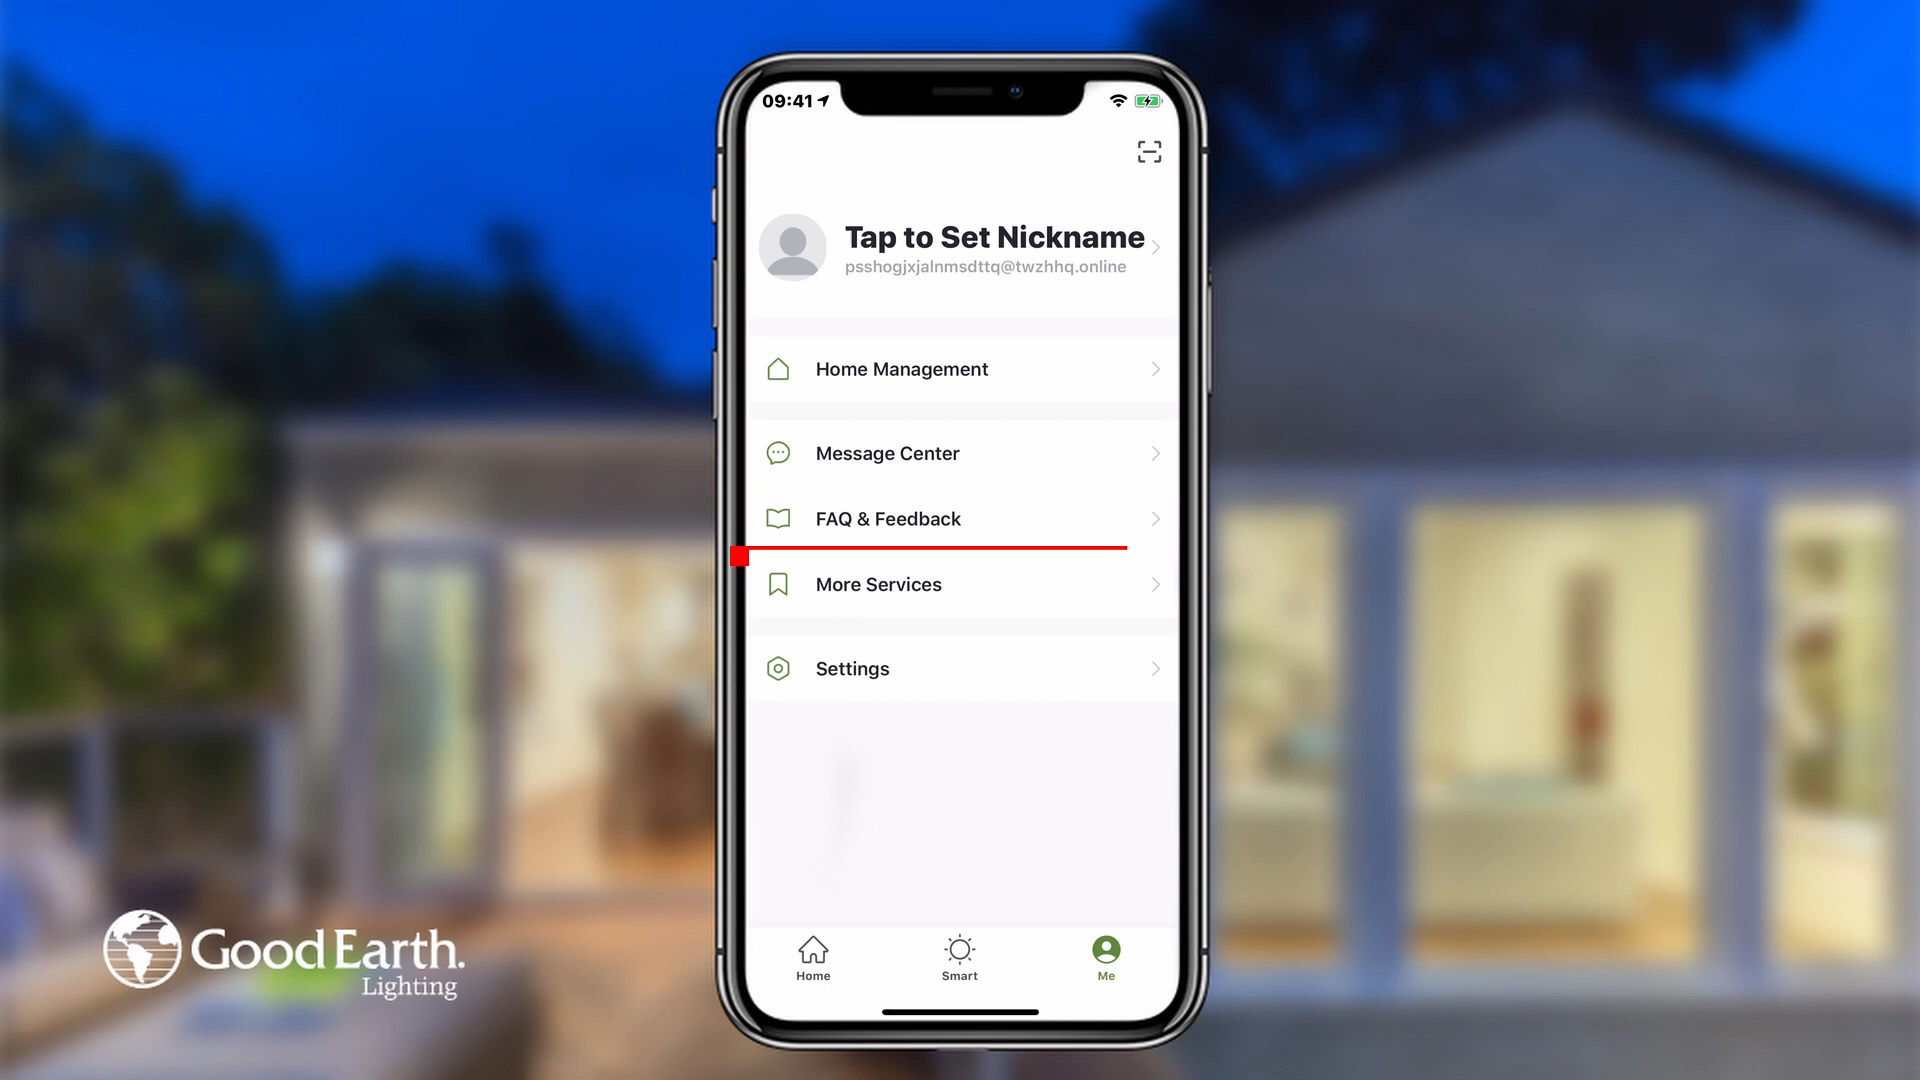 09:41
Tap to Set Nickname
psshogjxjalnmsdttq@twzhhq.online
Home Management
Message Center
FAQ & Feedback
More Services
Settings
Home
Smart
Me
Good Earth.
Lighting